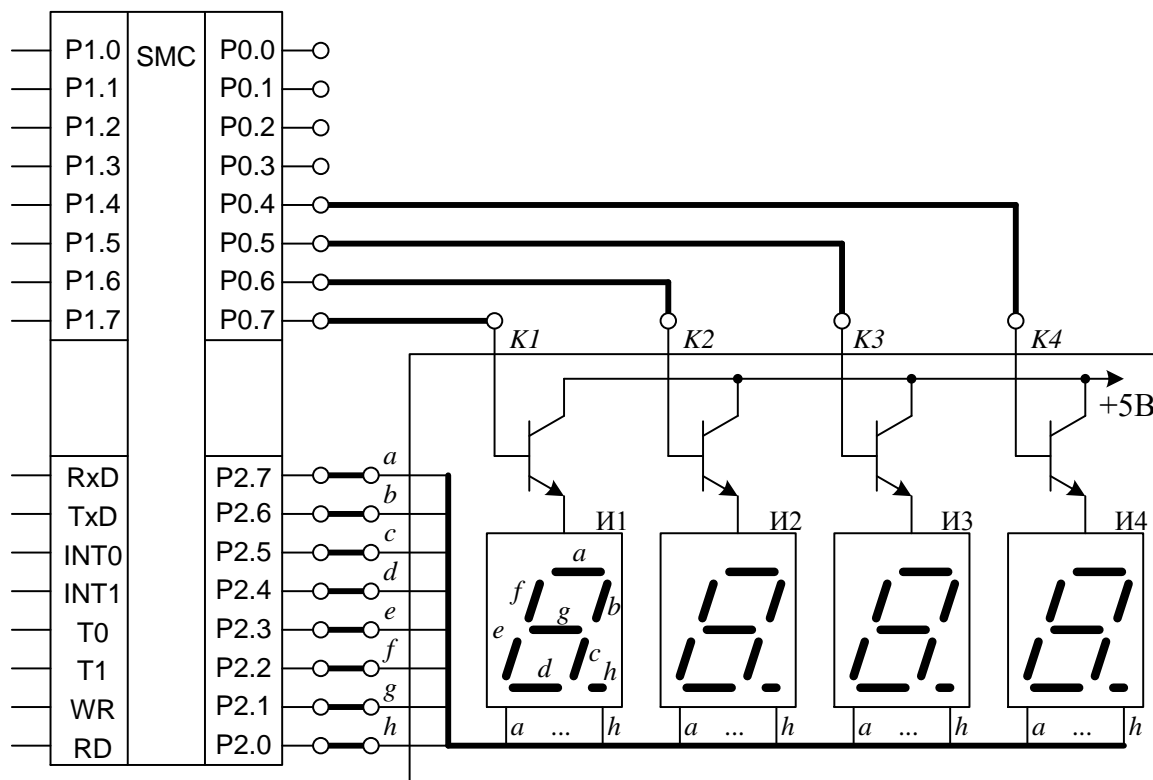 P1.0 SMC P0.0
P1.1 P0.1
P1.2 P0.2
P1.3 P0.3
P1.4 P0.4
P1.5 P0.5
P1.6 P0.6
P1.7 P0.7
K1 K2 K3 K4
+5В
RxD P2.7 a
TxD P2.6 b
INT0 P2.5 c
INT1 P2.4 d
T0 P2.3 e
T1 P2.2 f
WR P2.1 g
RD P2.0 h
И1 И2 И3 И4
a
f b
g
e c
d h
a ... h a ... h a ... h a ... h